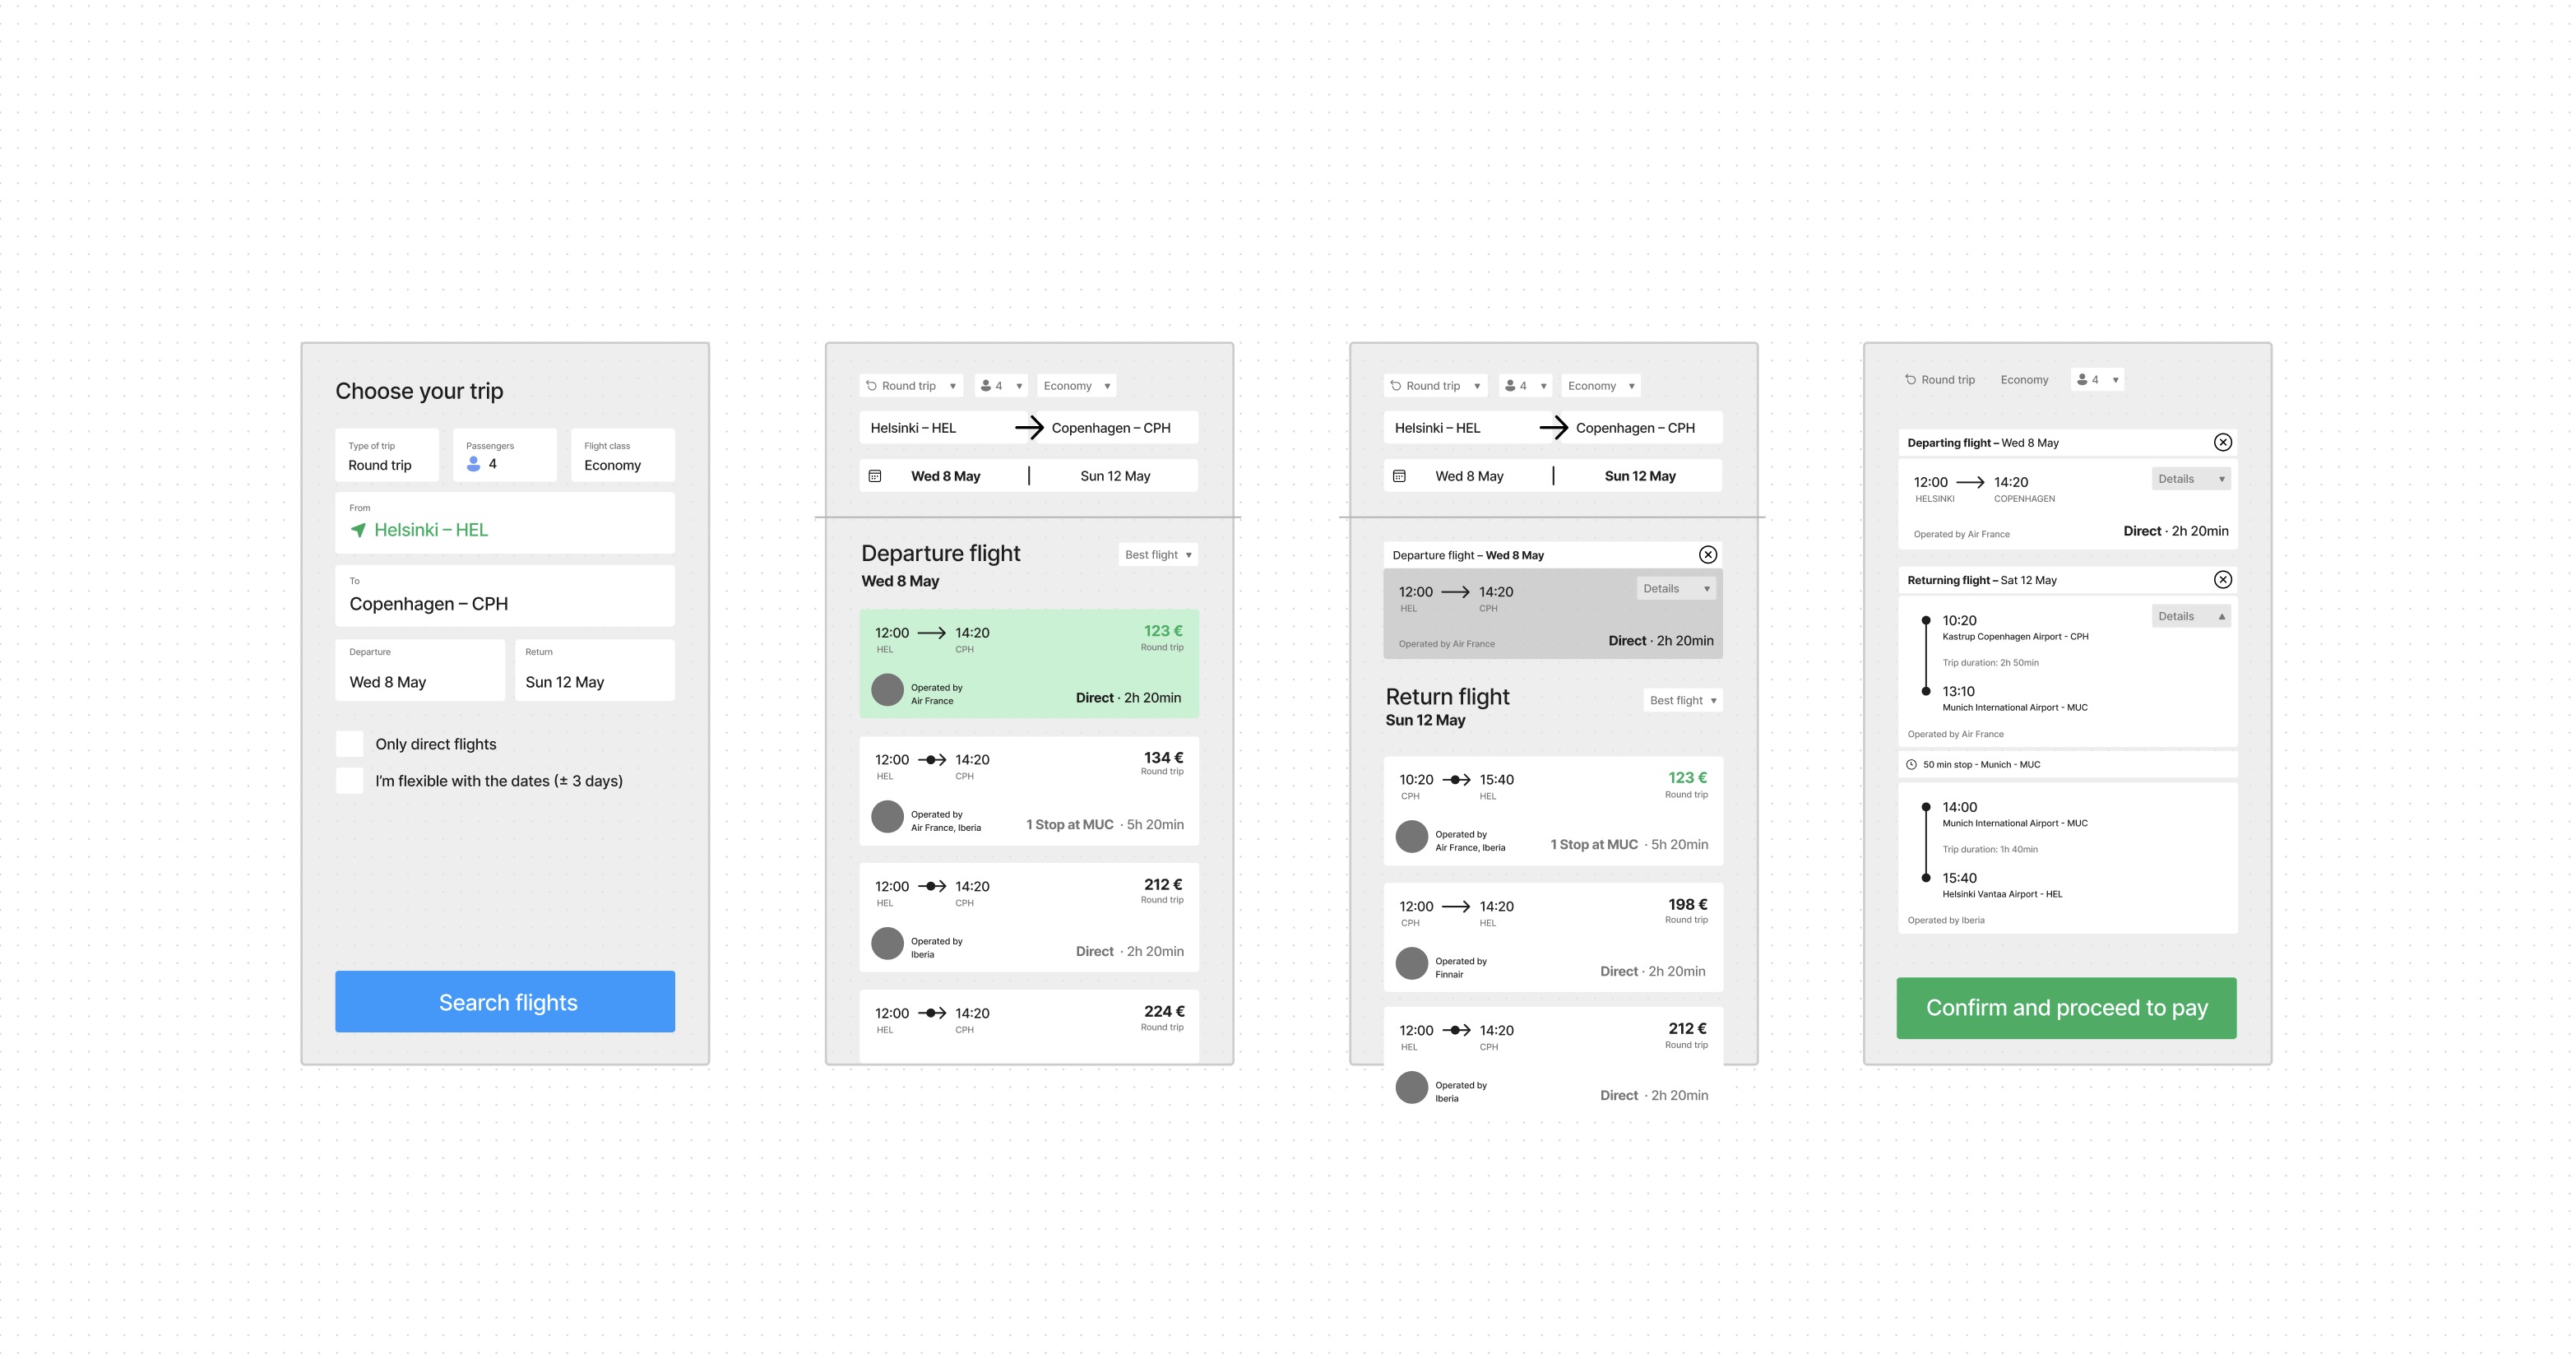 Choose your trip
Type of trip
Round trip
Passengers
4
Flight class
Economy
From
Helsinki – HEL
To
Copenhagen – CPH
Departure
Wed 8 May
Return
Sun 12 May
Only direct flights
I'm flexible with the dates (± 3 days)
Search flights
Round trip
4
Economy
Helsinki – HEL
Copenhagen – CPH
Wed 8 May
Sun 12 May
Departure flight
Best flight
Wed 8 May
12:00
14:20
123 €
HEL
CPH
Round trip
Operated by
Air France
Direct · 2h 20min
12:00
14:20
134 €
HEL
CPH
Round trip
Operated by
Air France, Iberia
1 Stop at MUC · 5h 20min
12:00
14:20
212 €
HEL
CPH
Round trip
Operated by
Iberia
Direct · 2h 20min
12:00
14:20
224 €
HEL
CPH
Round trip
Round trip
4
Economy
Helsinki – HEL
Copenhagen – CPH
Wed 8 May
Sun 12 May
Departure flight – Wed 8 May
12:00
14:20
Details
HEL
CPH
Operated by Air France
Direct · 2h 20min
Return flight
Best flight
Sun 12 May
10:20
15:40
123 €
CPH
HEL
Round trip
Operated by
Air France, Iberia
1 Stop at MUC · 5h 20min
12:00
14:20
198 €
CPH
HEL
Round trip
Operated by
Finnair
Direct · 2h 20min
12:00
14:20
212 €
HEL
CPH
Round trip
Operated by
Iberia
Direct · 2h 20min
Round trip
Economy
4
Departing flight – Wed 8 May
12:00
14:20
Details
HELSINKI
COPENHAGEN
Operated by Air France
Direct · 2h 20min
Returning flight – Sat 12 May
10:20
Details
Kastrup Copenhagen Airport - CPH
Trip duration: 2h 50min
13:10
Munich International Airport - MUC
Operated by Air France
50 min stop - Munich - MUC
14:00
Munich International Airport - MUC
Trip duration: 1h 40min
15:40
Helsinki Vantaa Airport - HEL
Operated by Iberia
Confirm and proceed to pay